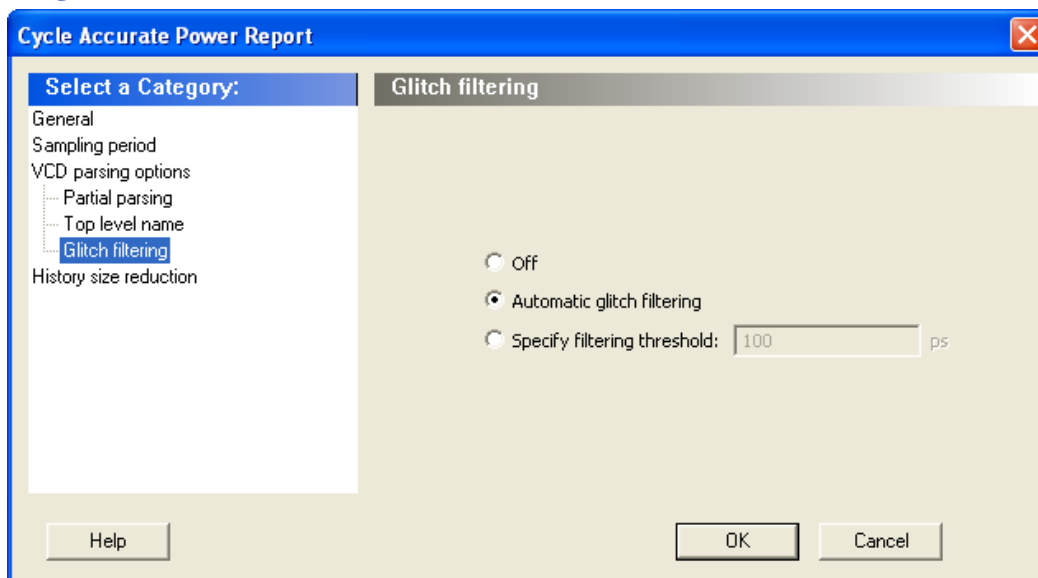 Cycle Accurate Power Report
Select a Category:
General
Sampling period
VCD parsing options
Partial parsing
Top level name
Glitch filtering
History size reduction
Glitch filtering
Off
Automatic glitch filtering
Specify filtering threshold: 100 ps
Help
OK
Cancel